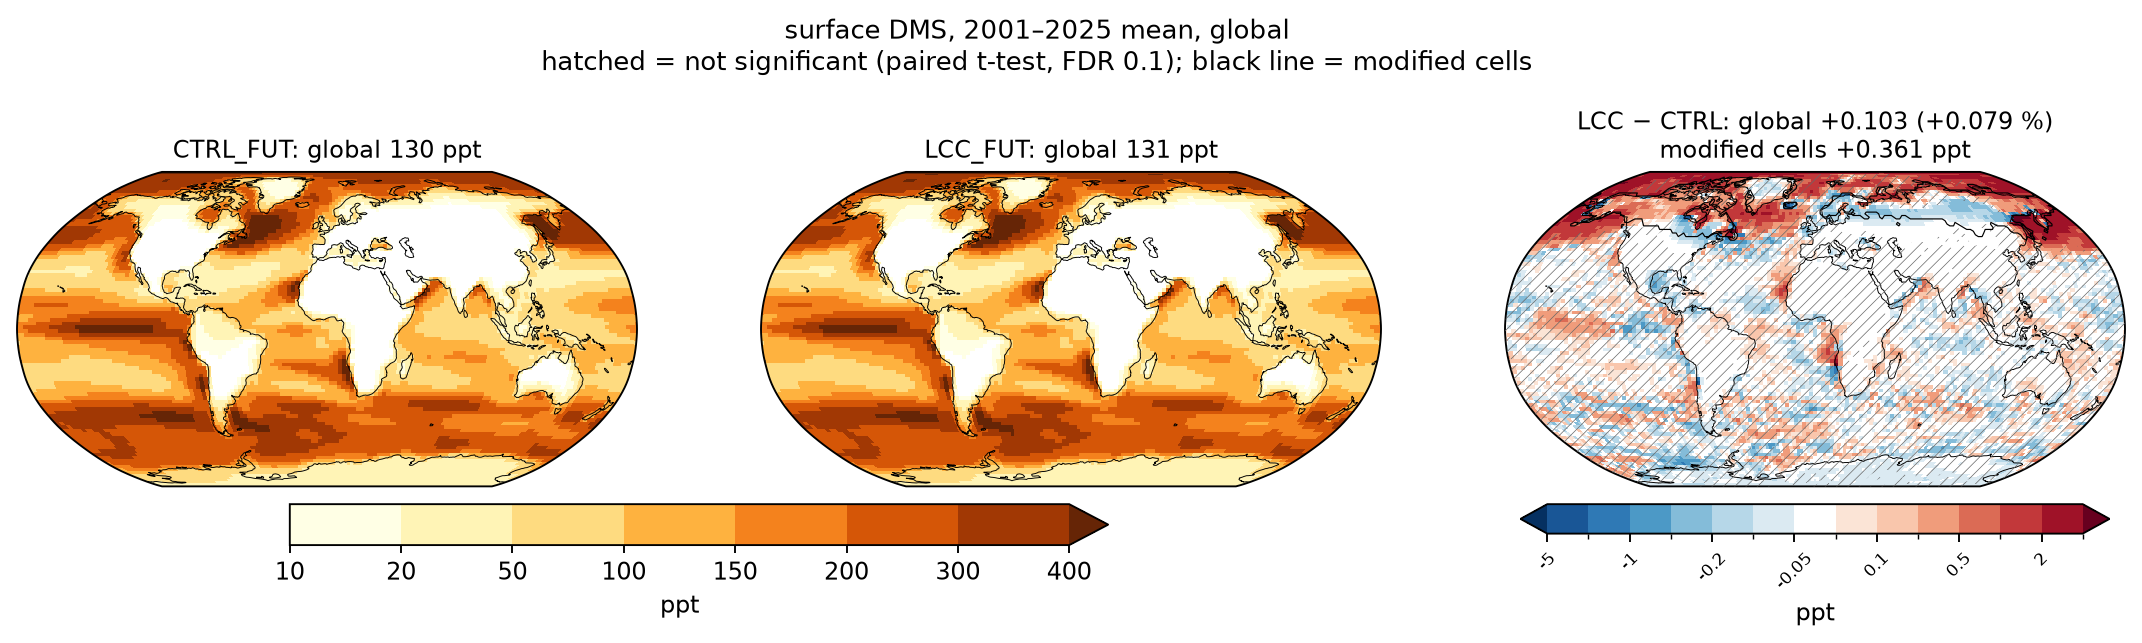 surface DMS, 2001–2025 mean, global
hatched = not significant (paired t-test, FDR 0.1); black line = modified cells
CTRL_FUT: global 130 ppt
LCC_FUT: global 131 ppt
LCC − CTRL: global +0.103 (+0.079 %)
modified cells +0.361 ppt
10 20 50 100 150 200 300 400
ppt
-5 -1 -0.2 -0.05 0.1 0.5 2
ppt